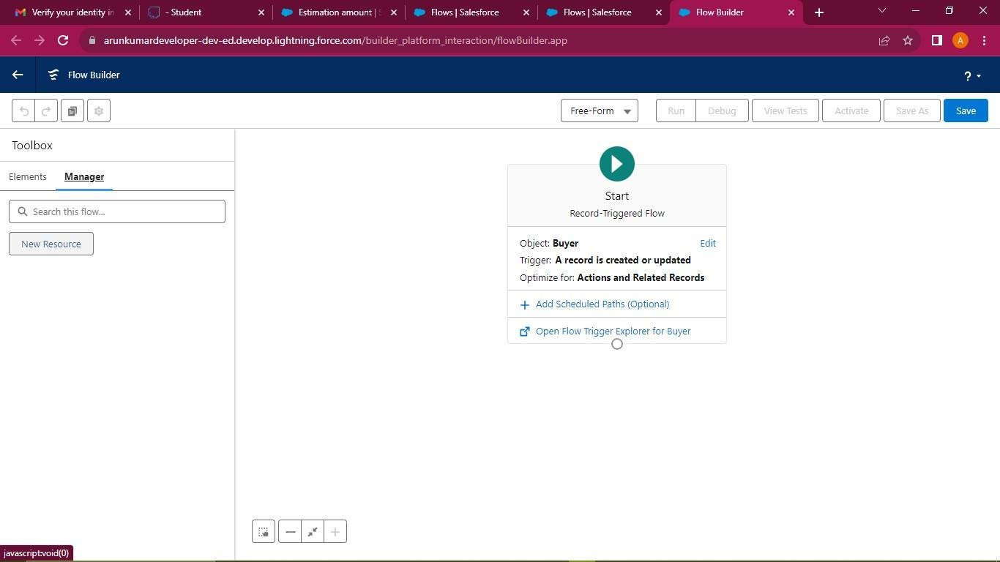 Verify your identity in
- Student
Estimation amount | S
Flows | Salesforce
Flows | Salesforce
Flow Builder
arunkumardeveloper-dev-ed.develop.lightning.force.com/builder_platform_interaction/flowBuilder.app
A
Flow Builder
?
Free-Form
Run
Debug
View Tests
Activate
Save As
Save
Toolbox
Elements
Manager
Search this flow...
New Resource
Start
Record-Triggered Flow
Object: Buyer
Edit
Trigger: A record is created or updated
Optimize for: Actions and Related Records
Add Scheduled Paths (Optional)
Open Flow Trigger Explorer for Buyer
javascript:void(0)